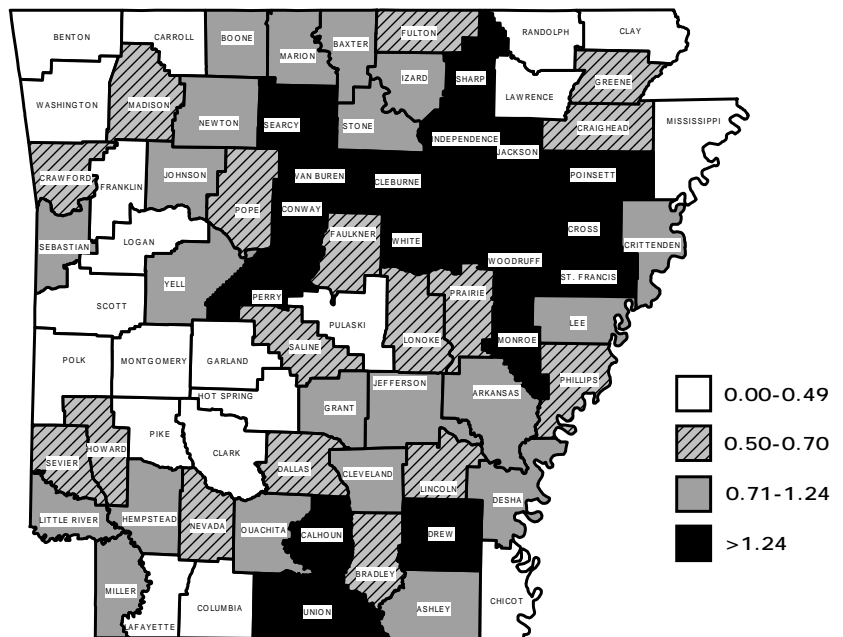 BENTON
CARROLL
BOONE
MARION
BAXTER
FULTON
RANDOLPH
CLAY
IZARD
SHARP
GREENE
WASHINGTON
MADISON
LAWRENCE
NEWTON
SEARCY
STONE
INDEPENDENCE
CRAIGHEAD
MISSISSIPPI
JACKSON
CRAWFORD
FRANKLIN
JOHNSON
VAN BUREN
CLEBURNE
POINSETT
POPE
CONWAY
FAULKNER
WHITE
CROSS
SEBASTIAN
LOGAN
CRITTENDEN
WOODRUFF
YELL
ST. FRANCIS
SCOTT
PERRY
PRAIRIE
PULASKI
LEE
SALINE
LONOKE
MONROE
POLK
MONTGOMERY
GARLAND
HOT SPRING
JEFFERSON
PHILLIPS
ARKANSAS
GRANT
PIKE
HOWARD
CLARK
SEVIER
DALLAS
CLEVELAND
LINCOLN
DESHA
LITTLE RIVER
HEMPSTEAD
NEVADA
OUACHITA
CALHOUN
DREW
BRADLEY
MILLER
LAFAYETTE
COLUMBIA
UNION
ASHLEY
CHICOT
0.00-0.49
0.50-0.70
0.71-1.24
>1.24